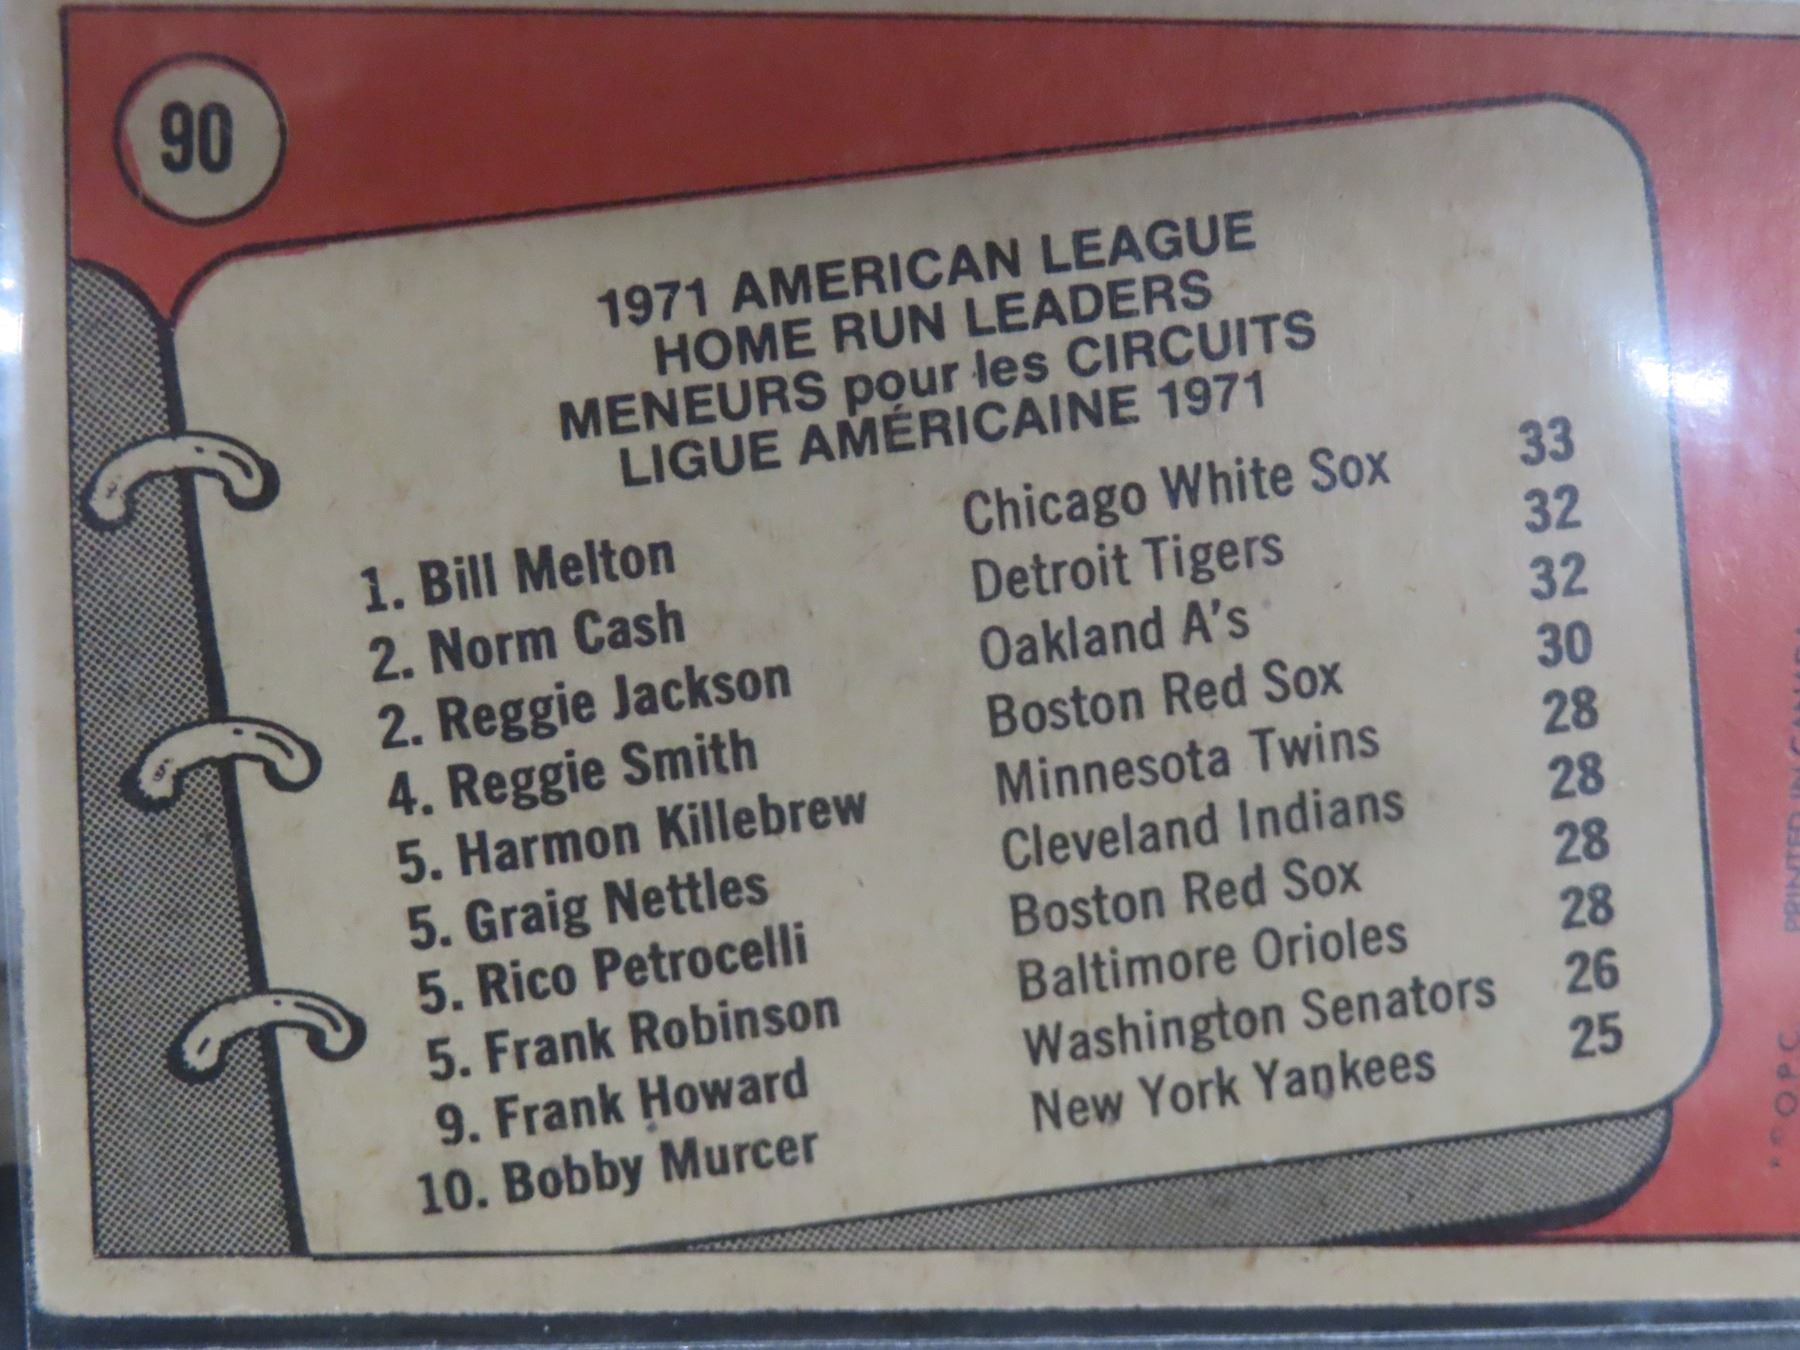 90
1971 AMERICAN LEAGUE
HOME RUN LEADERS
MENEURS pour les CIRCUITS
LIGUE AMÉRICAINE 1971
1. Bill Melton Chicago White Sox 33
2. Norm Cash Detroit Tigers 32
2. Reggie Jackson Oakland A's 32
4. Reggie Smith Boston Red Sox 30
5. Harmon Killebrew Minnesota Twins 28
5. Graig Nettles Cleveland Indians 28
5. Rico Petrocelli Boston Red Sox 28
5. Frank Robinson Baltimore Orioles 28
9. Frank Howard Washington Senators 26
10. Bobby Murcer New York Yankees 25
O.P.C. PRINTED IN CANADA